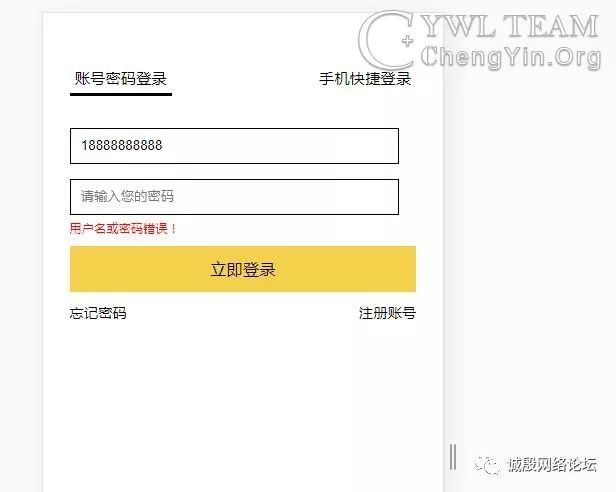 CYWL TEAM
C+ ChengYin.Org
账号密码登录 手机快捷登录
18888888888
请输入您的密码
用户名或密码错误！
立即登录
忘记密码 注册账号
诚殷网络论坛